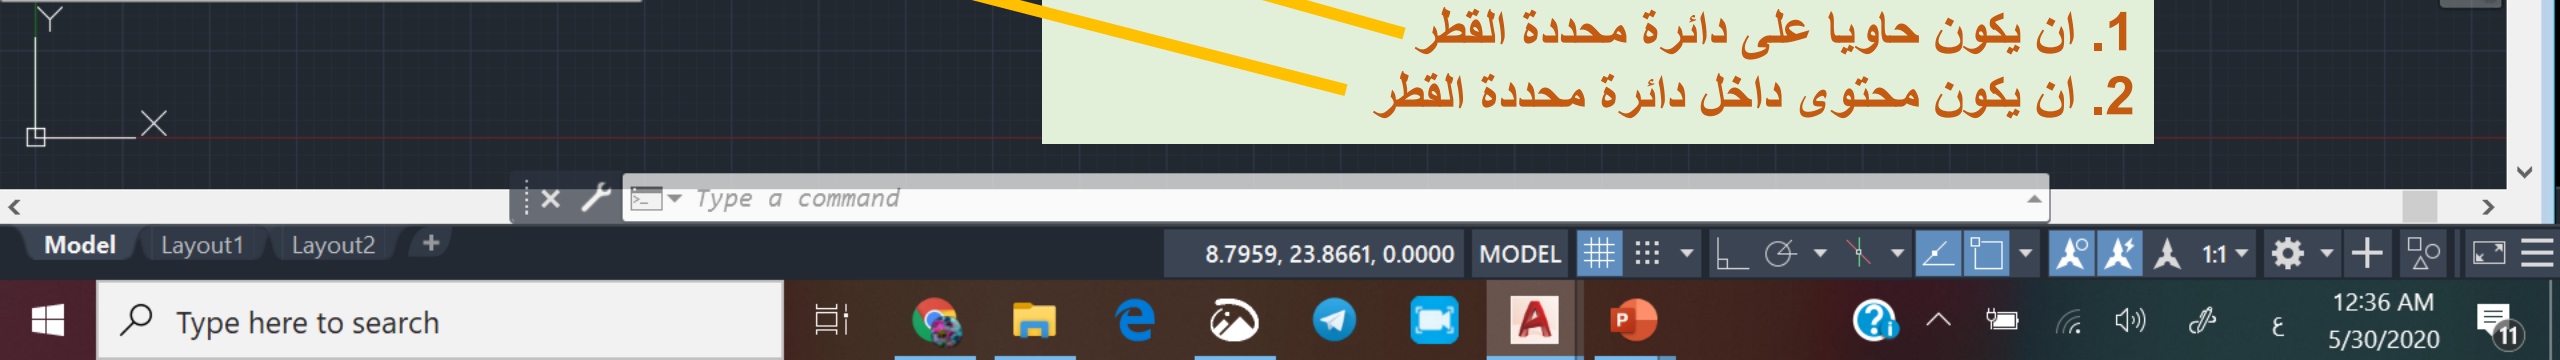 Y
1. ان يكون حاويا على دائرة محددة القطر
2. ان يكون محتوى داخل دائرة محددة القطر
X
Type a command
Model Layout1 Layout2 +
8.7959, 23.8661, 0.0000 MODEL 1:1
Type here to search
ع
12:36 AM
5/30/2020
11